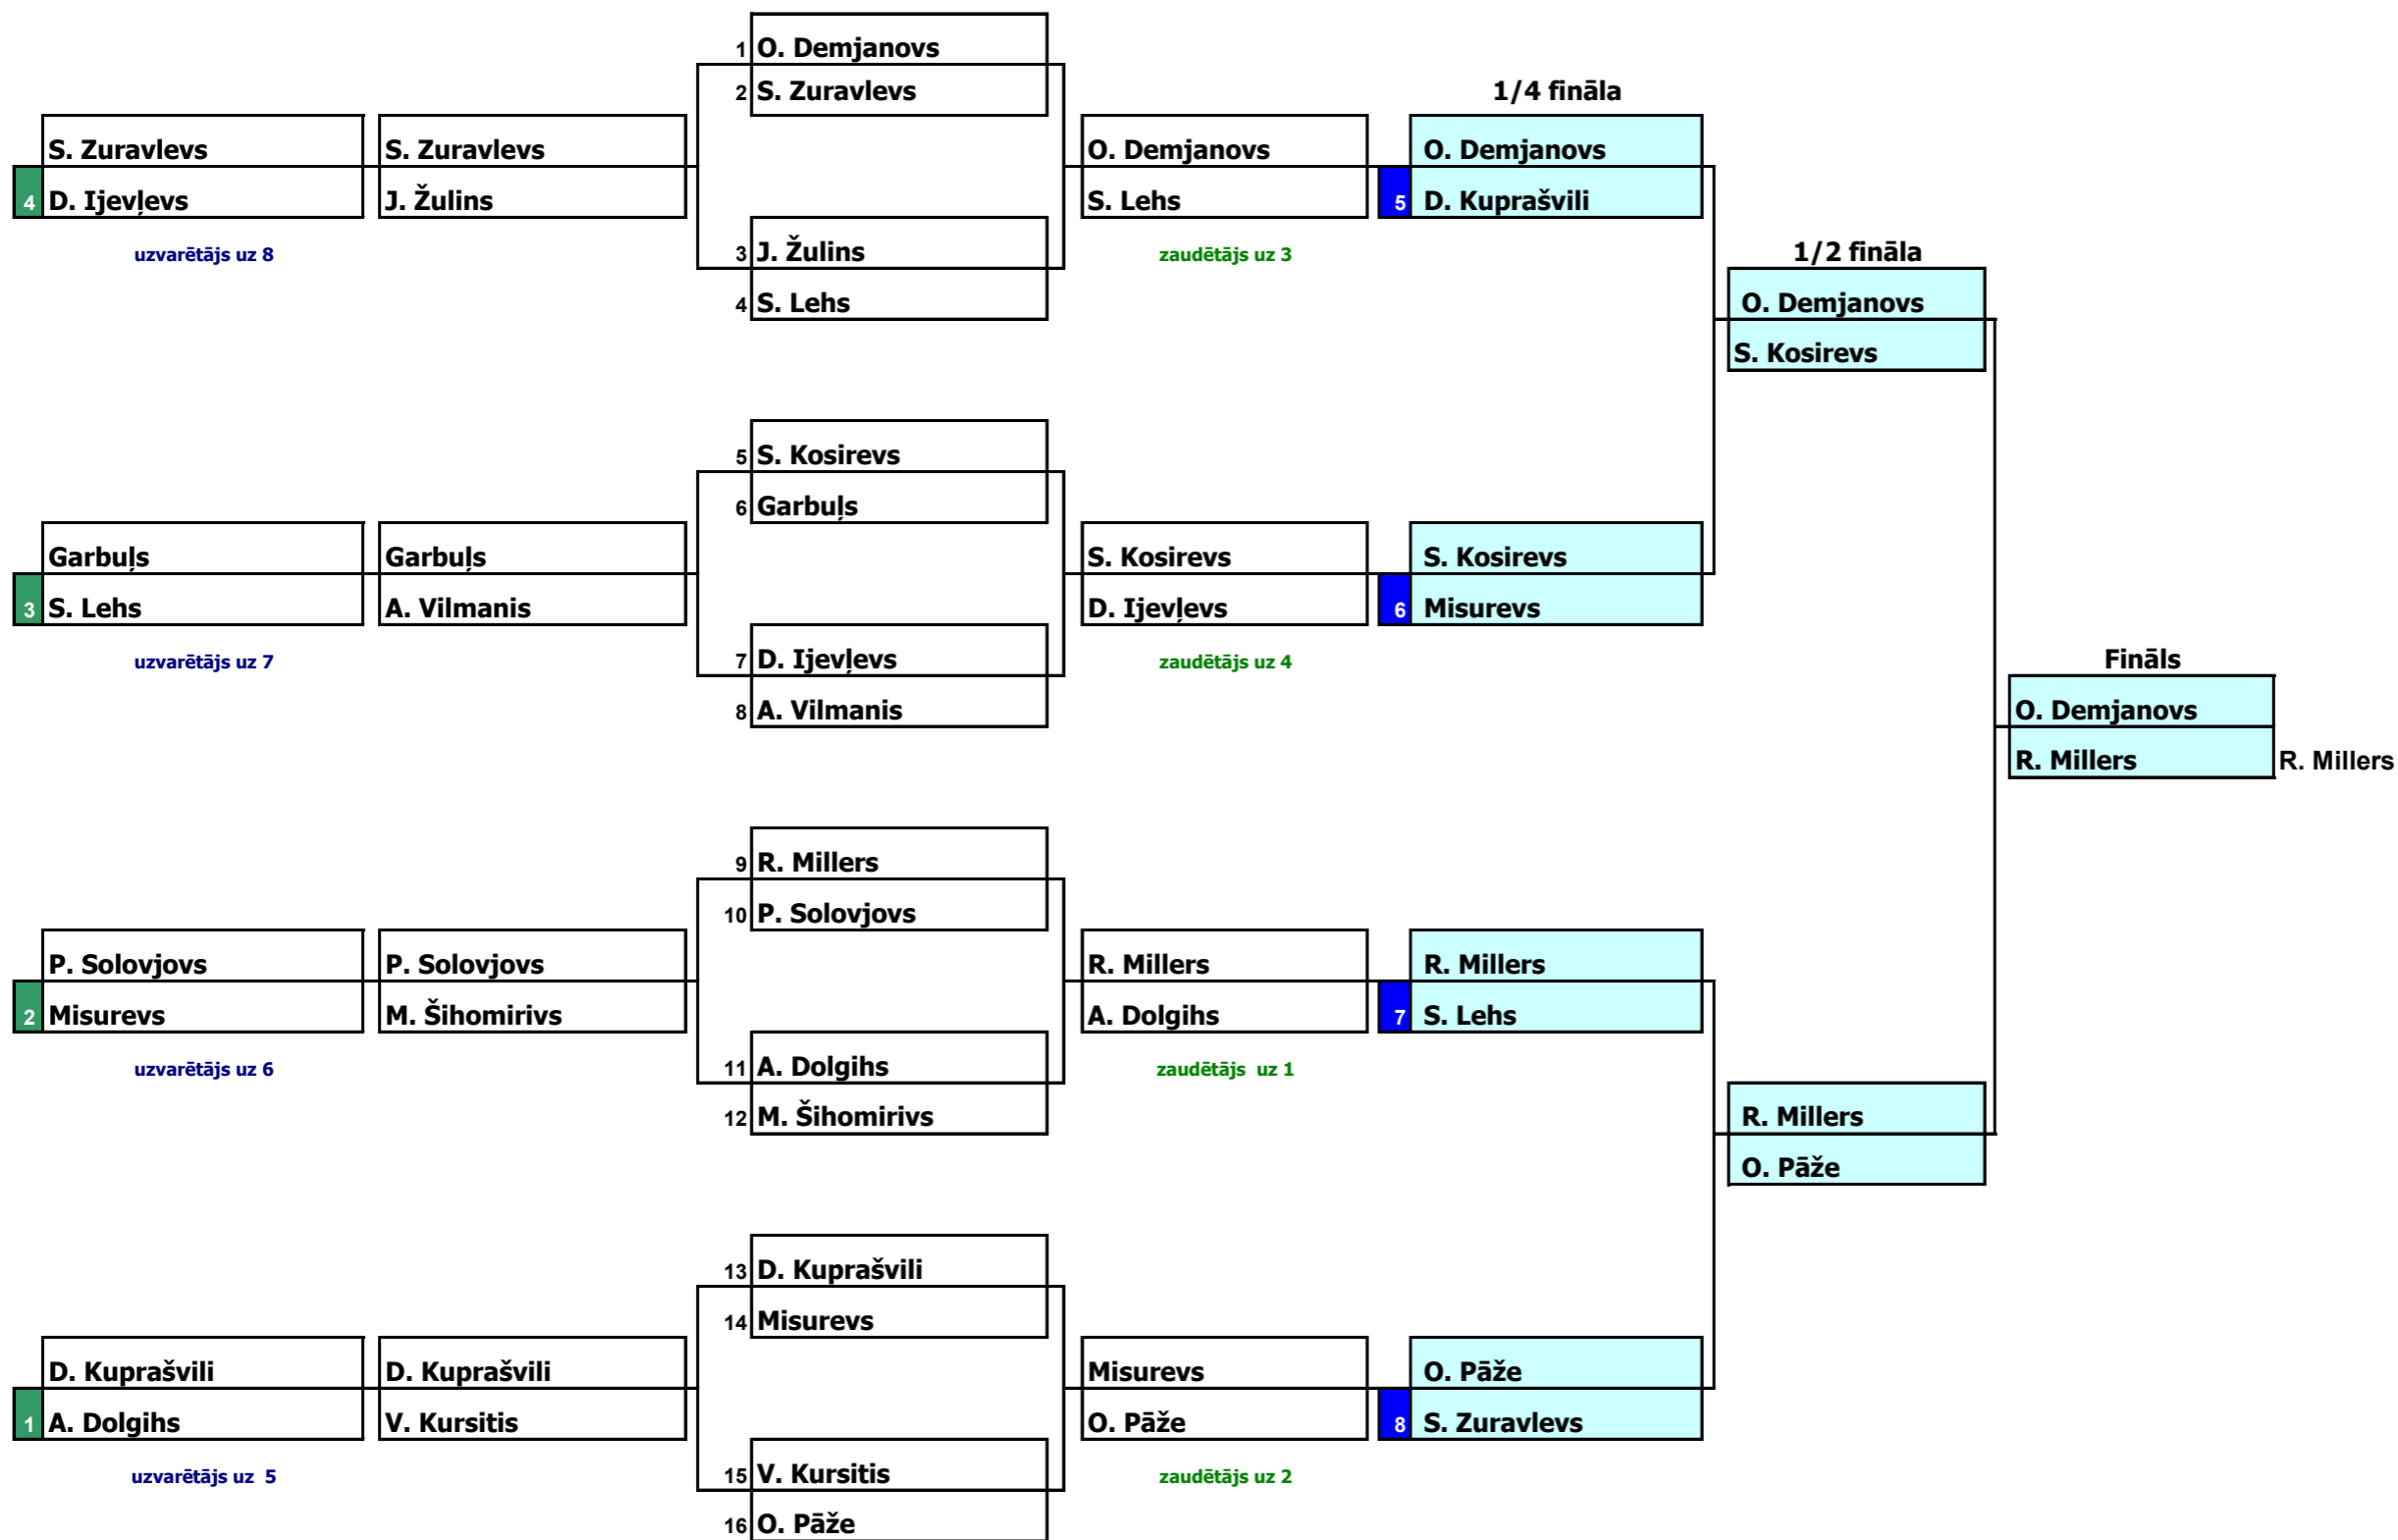 1 O. Demjanovs
2 S. Zuravlevs
1/4 fināla
S. Zuravlevs S. Zuravlevs O. Demjanovs O. Demjanovs
4 D. Ijevļevs J. Žulins S. Lehs 5 D. Kuprašvili
uzvarētājs uz 8 3 J. Žulins zaudētājs uz 3 1/2 fināla
4 S. Lehs O. Demjanovs
S. Kosirevs
5 S. Kosirevs
6 Garbuļs
Garbuļs Garbuļs S. Kosirevs S. Kosirevs
3 S. Lehs A. Vilmanis D. Ijevļevs 6 Misurevs
uzvarētājs uz 7 7 D. Ijevļevs zaudētājs uz 4 Fināls
8 A. Vilmanis O. Demjanovs
R. Millers R. Millers
9 R. Millers
10 P. Solovjovs
P. Solovjovs P. Solovjovs R. Millers R. Millers
2 Misurevs M. Šihomirivs A. Dolgihs 7 S. Lehs
uzvarētājs uz 6 11 A. Dolgihs zaudētājs uz 1
12 M. Šihomirivs R. Millers
O. Pāže
13 D. Kuprašvili
14 Misurevs
D. Kuprašvili D. Kuprašvili Misurevs O. Pāže
1 A. Dolgihs V. Kursitis O. Pāže 8 S. Zuravlevs
uzvarētājs uz 5 15 V. Kursitis zaudētājs uz 2
16 O. Pāže